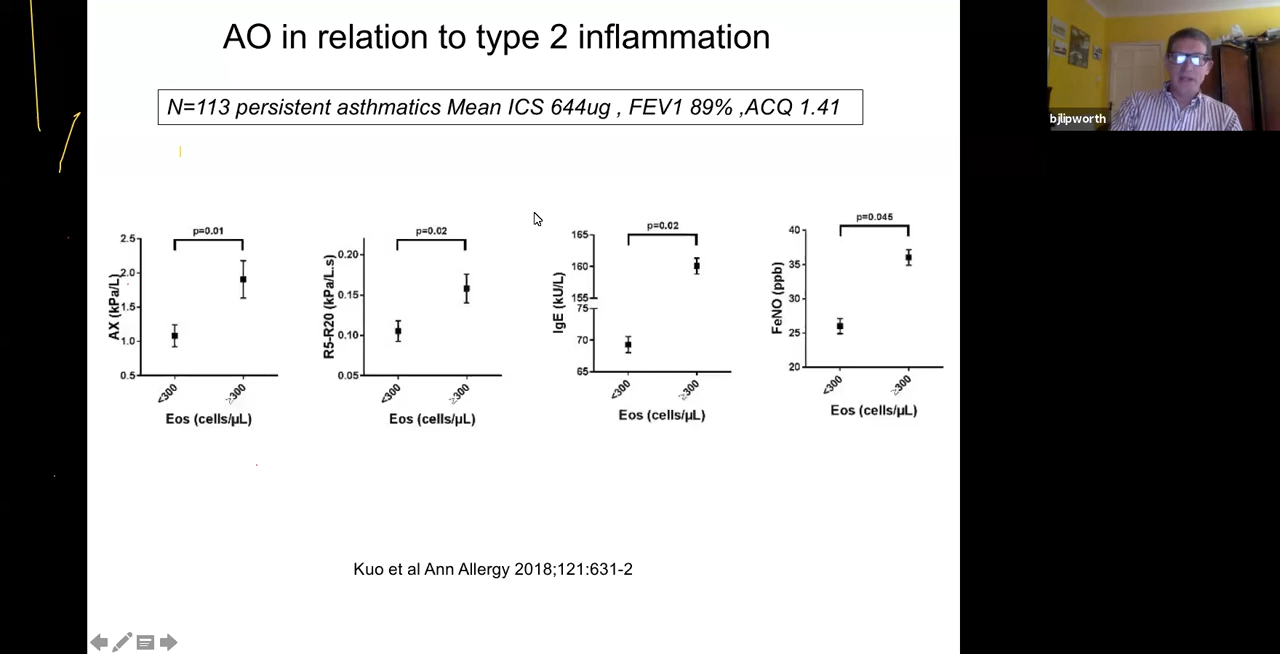 AO in relation to type 2 inflammation
bjlipworth
N=113 persistent asthmatics Mean ICS 644ug , FEV1 89% ,ACQ 1.41
p=0.01
2.5
2.0
1.5
1.0
0.5
AX (kPa/L)
<300
≥300
Eos (cells/µL)
p=0.02
0.20
0.15
0.10
0.05
R5-R20 (kPa/L.s)
<300
≥300
Eos (cells/µL)
p=0.02
165
160
155
75
70
65
IgE (kU/L)
<300
≥300
Eos (cells/µL)
p=0.045
40
35
30
25
20
FeNO (ppb)
<300
≥300
Eos (cells/µL)
Kuo et al Ann Allergy 2018;121:631-2